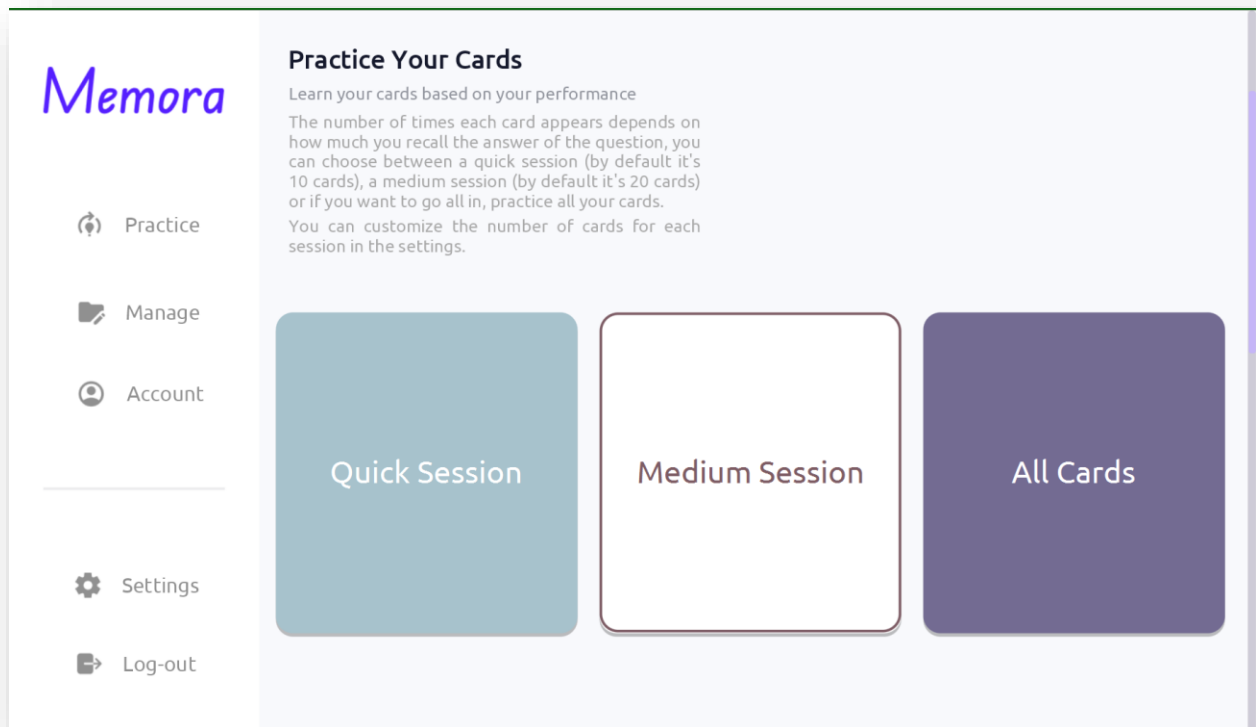 Memora
Practice
Manage
Account
Settings
Log-out
Practice Your Cards
Learn your cards based on your performance
The number of times each card appears depends on
how much you recall the answer of the question, you
can choose between a quick session (by default it's
10 cards), a medium session (by default it's 20 cards)
or if you want to go all in, practice all your cards.
You can customize the number of cards for each
session in the settings.
Quick Session
Medium Session
All Cards